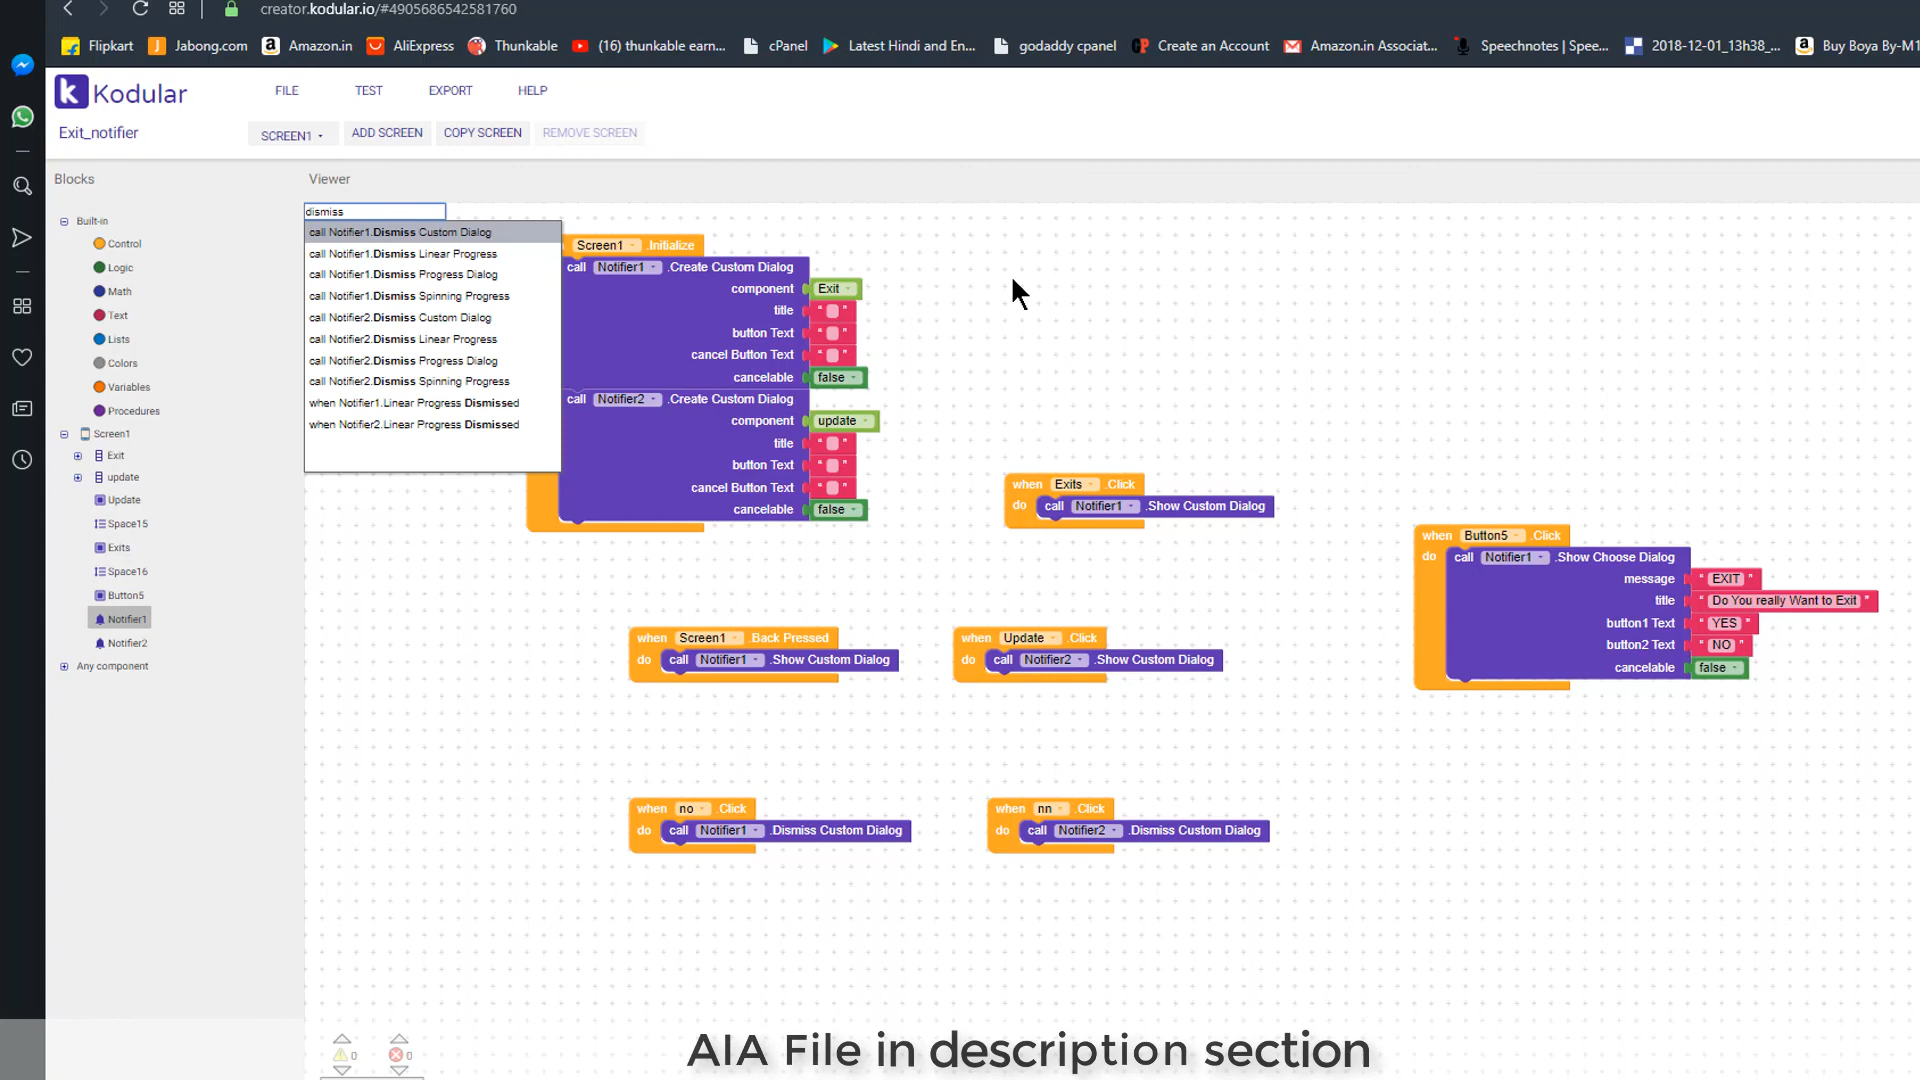 creator.kodular.io/#4905686542581760
Flipkart Jabong.com Amazon.in AliExpress Thunkable (16) thunkable earn... cPanel Latest Hindi and En... godaddy cpanel Create an Account Amazon.in Associat... Speechnotes | Spee... 2018-12-01_13h38_... Buy Boya By-M1
Kodular
FILE TEST EXPORT HELP
Exit_notifier
SCREEN1 ADD SCREEN COPY SCREEN REMOVE SCREEN
Blocks
Viewer
Built-in
Control
Logic
Math
Text
Lists
Colors
Variables
Procedures
Screen1
Exit
update
Update
Space15
Exits
Space16
Button5
Notifier1
Notifier2
Any component
dismiss
call Notifier1.Dismiss Custom Dialog
call Notifier1.Dismiss Linear Progress
call Notifier1.Dismiss Progress Dialog
call Notifier1.Dismiss Spinning Progress
call Notifier2.Dismiss Custom Dialog
call Notifier2.Dismiss Linear Progress
call Notifier2.Dismiss Progress Dialog
call Notifier2.Dismiss Spinning Progress
when Notifier1.Linear Progress Dismissed
when Notifier2.Linear Progress Dismissed
Screen1 .Initialize
call Notifier1 .Create Custom Dialog
component Exit
title “ ”
button Text “ ”
cancel Button Text “ ”
cancelable false
call Notifier2 .Create Custom Dialog
component update
title “ ”
button Text “ ”
cancel Button Text “ ”
cancelable false
when Exits .Click
do call Notifier1 .Show Custom Dialog
when Button5 .Click
do call Notifier1 .Show Choose Dialog
message “ EXIT ”
title “ Do You really Want to Exit ”
button1 Text “ YES ”
button2 Text “ NO ”
cancelable false
when Screen1 .Back Pressed
do call Notifier1 .Show Custom Dialog
when Update .Click
do call Notifier2 .Show Custom Dialog
when no .Click
do call Notifier1 .Dismiss Custom Dialog
when nn .Click
do call Notifier2 .Dismiss Custom Dialog
0 0
AIA File in description section